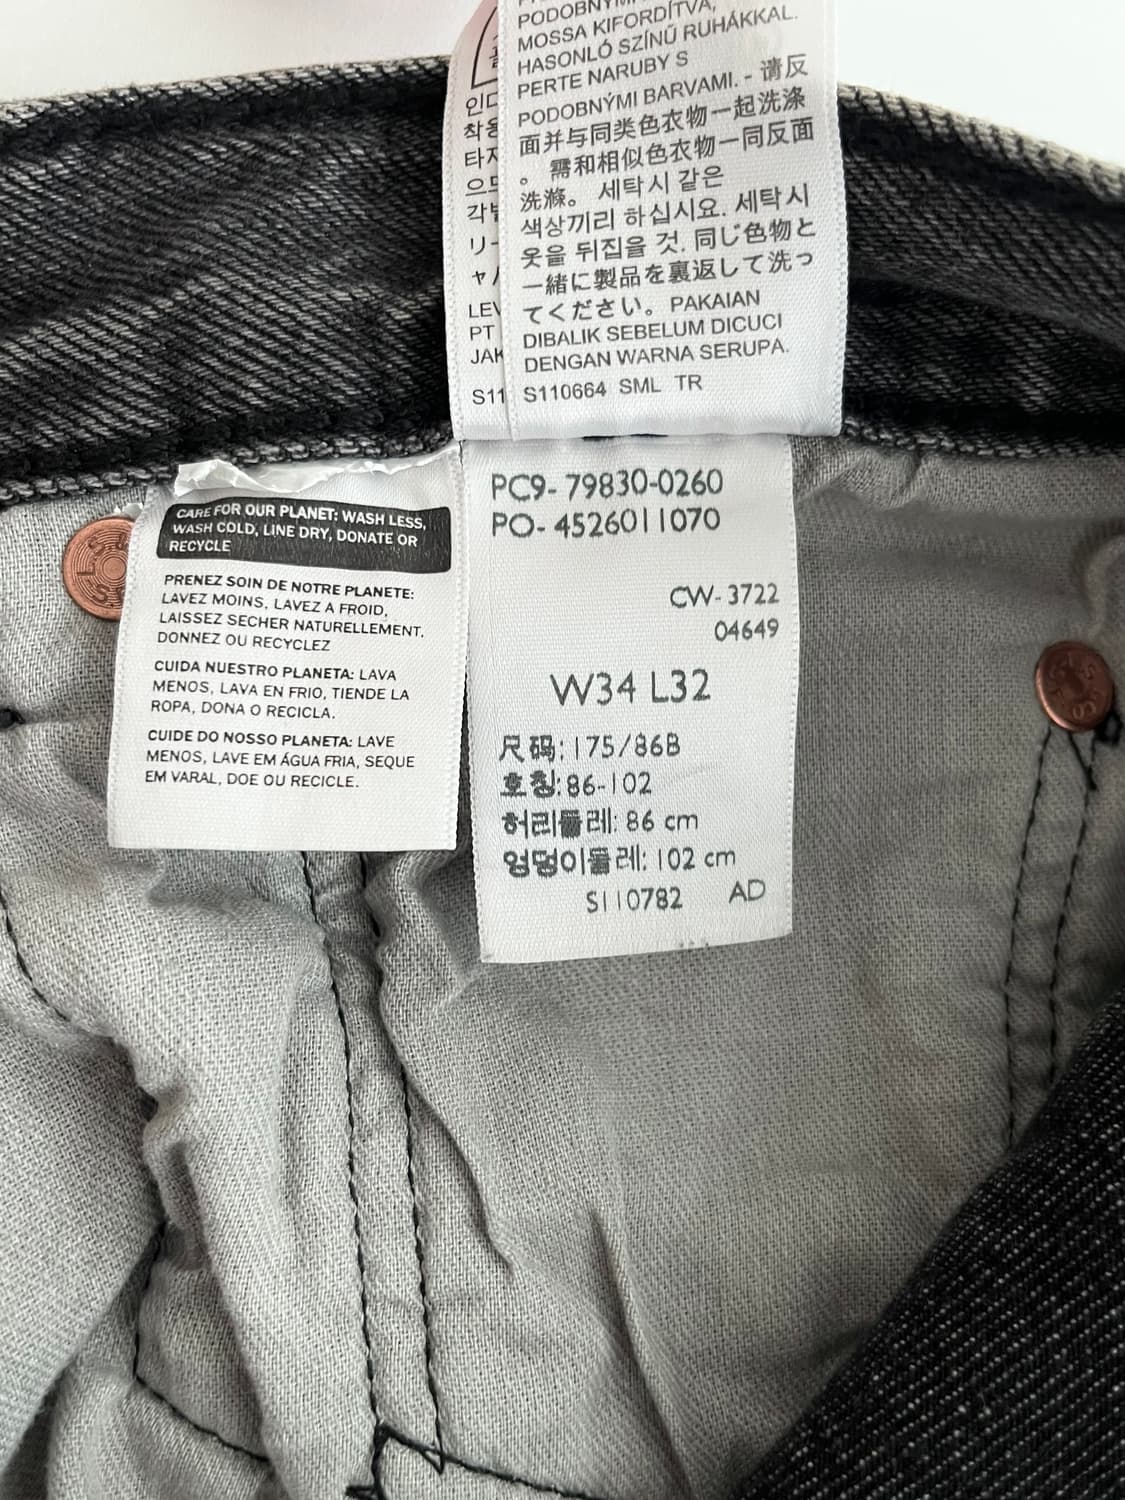 PODOBNÝMI
MOSSA KIFORDÍTVA,
HASONLÓ SZÍNŰ RUHÁKKAL.
PERTE NARUBY S
PODOBNÝMI BARVAMI. - 请反
面并与同类色衣物一起洗涤
。 需和相似色衣物一同反面
洗滌。 세탁시 같은
색상끼리 하십시요. 세탁시
옷을 뒤집을 것. 同じ色物と
一緒に製品を裏返して洗っ
てください。 PAKAIAN
DIBALIK SEBELUM DICUCI
DENGAN WARNA SERUPA.
S110664 SML TR
착용
타지
リー
ャ
LEV
PT
JAK
S11
CARE FOR OUR PLANET: WASH LESS,
WASH COLD, LINE DRY, DONATE OR
RECYCLE
PRENEZ SOIN DE NOTRE PLANETE:
LAVEZ MOINS, LAVEZ A FROID,
LAISSEZ SECHER NATURELLEMENT,
DONNEZ OU RECYCLEZ
CUIDA NUESTRO PLANETA: LAVA
MENOS, LAVA EN FRIO, TIENDE LA
ROPA, DONA O RECICLA.
CUIDE DO NOSSO PLANETA: LAVE
MENOS, LAVE EM ÁGUA FRIA, SEQUE
EM VARAL, DOE OU RECICLE.
PC9- 79830-0260
PO- 4526011070
CW- 3722
04649
W34 L32
尺码: 175/86B
호칭: 86-102
허리둘레: 86 cm
엉덩이둘레: 102 cm
S110782 AD